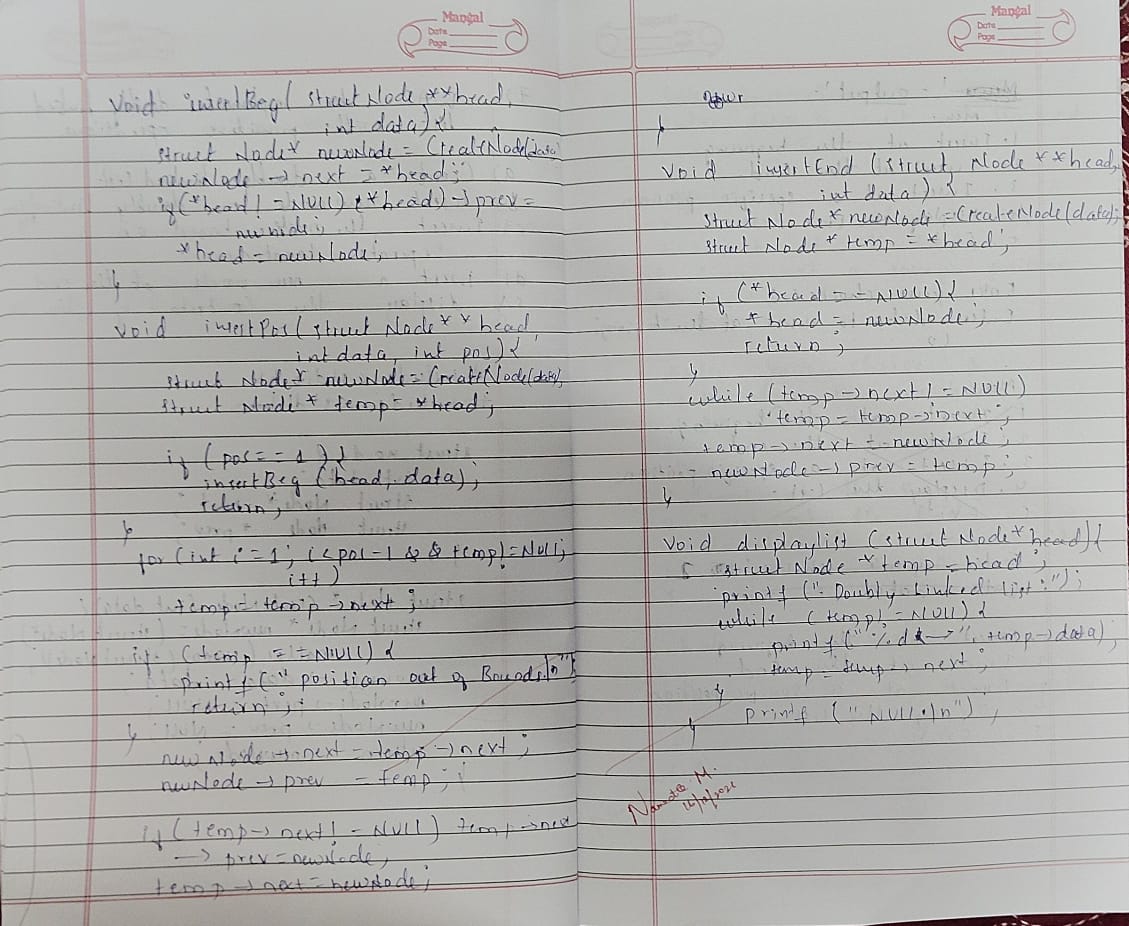 Mangal
Date
Page
void insertBeg( struct Node **head,
int data) {
struct Node* newNode = CreateNode(data
newNode → next = *head;
if(*head != NULL) (*head) → prev =
newnode;
*head = newNode;
}
void insertPos( struct Node** head,
int data, int pos) {
struct Node* newNode = CreateNode(data),
struct Node* temp = *head;
if (pos == 1) {
insertBeg (head, data);
return;
}
for (int i = 1; i < pos - 1 && temp != NULL;
i++)
temp = temp → next;
if (temp == NULL) {
printf (" position out of Bounds.\n")
return;
}
newNode → next = temp → next;
newNode → prev = temp;
if (temp → next != NULL) temp → next
→ prev = newNode,
temp → next = newNode;
Mangal
Date
Page
}
void insertEnd (struct Node **head,
int data) {
struct Node* newNode = CreateNode(data);
struct Node* temp = *head;
if (*head == NULL) {
*head = newNode;
return;
}
while (temp → next != NULL)
temp = temp → next;
temp → next = newNode;
newNode → prev = temp;
}
void displaylist (struct Node* head) {
struct Node *temp = head;
printf (" Doubly Linked list:");
while (temp != NULL) {
printf (" %d → ", temp → data),
temp = temp → next;
}
printf (" NULL\n");
}